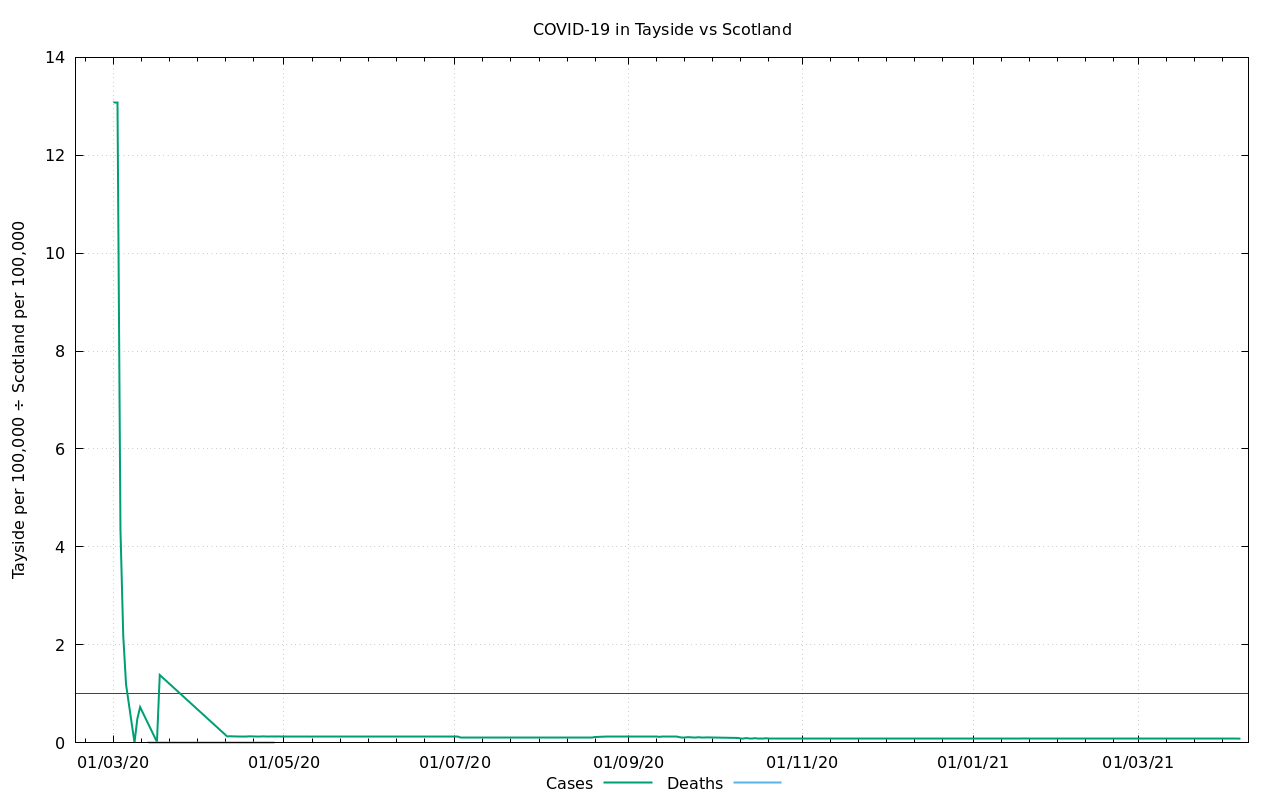 COVID-19 in Tayside vs Scotland
Tayside per 100,000 ÷ Scotland per 100,000
14
12
10
8
6
4
2
0
01/03/20 01/05/20 01/07/20 01/09/20 01/11/20 01/01/21 01/03/21
Cases Deaths